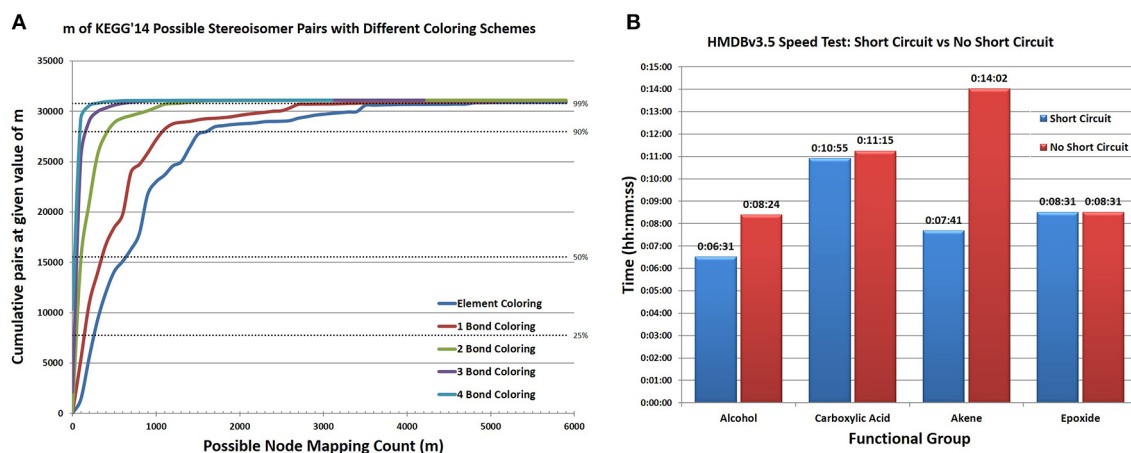 A
m of KEGG'14 Possible Stereoisomer Pairs with Different Coloring Schemes
Cumulative pairs at given value of m
35000
30000
25000
20000
15000
10000
5000
0
99%
90%
50%
25%
Element Coloring
1 Bond Coloring
2 Bond Coloring
3 Bond Coloring
4 Bond Coloring
0 1000 2000 3000 4000 5000 6000
Possible Node Mapping Count (m)
B
HMDBv3.5 Speed Test: Short Circuit vs No Short Circuit
Time (hh:mm:ss)
0:15:00
0:14:00
0:13:00
0:12:00
0:11:00
0:10:00
0:09:00
0:08:00
0:07:00
0:06:00
0:05:00
0:04:00
0:03:00
0:02:00
0:01:00
0:00:00
0:06:31
0:08:24
0:10:55
0:11:15
0:07:41
0:14:02
0:08:31
0:08:31
Short Circuit
No Short Circuit
Alcohol Carboxylic Acid Akene Epoxide
Functional Group